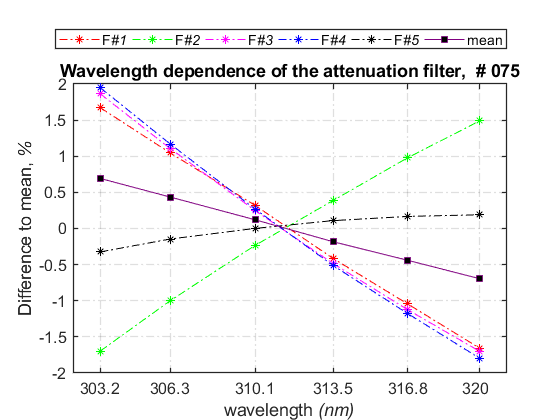 F#1 F#2 F#3 F#4 F#5 mean
Wavelength dependence of the attenuation filter, # 075
2
1.5
1
0.5
0
-0.5
-1
-1.5
-2
Difference to mean, %
303.2 306.3 310.1 313.5 316.8 320
wavelength (nm)